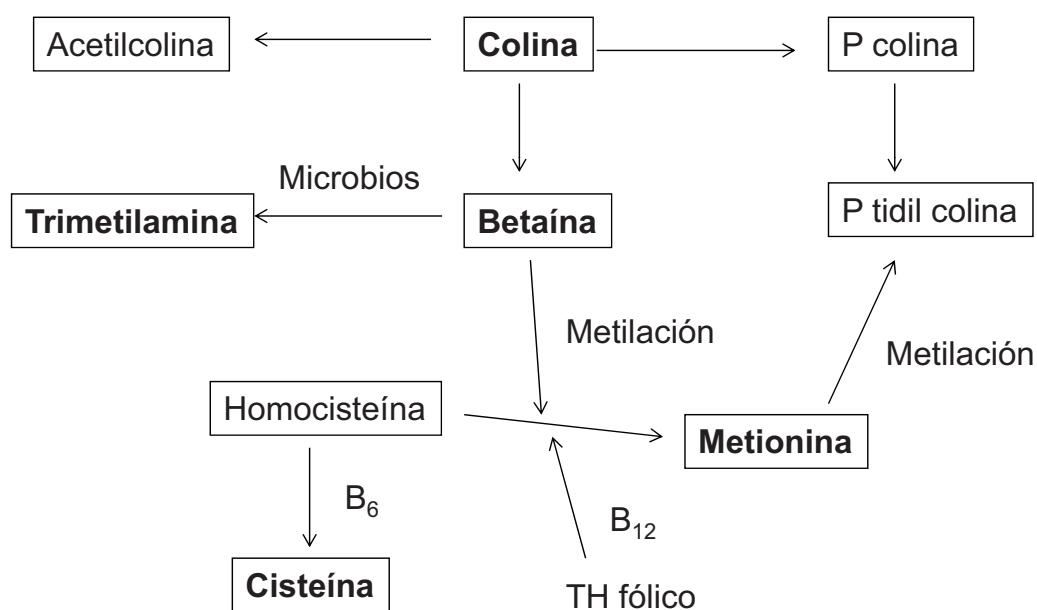 Acetilcolina
Colina
P colina
Microbios
Trimetilamina
Betaína
P tidil colina
Metilación
Metilación
Homocisteína
Metionina
B₆
B₁₂
Cisteína
TH fólico